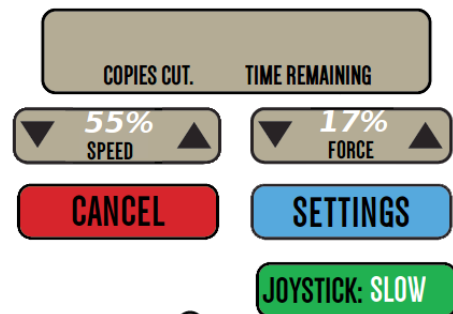 COPIES CUT. TIME REMAINING
55% 17%
SPEED FORCE
CANCEL SETTINGS
JOYSTICK: SLOW